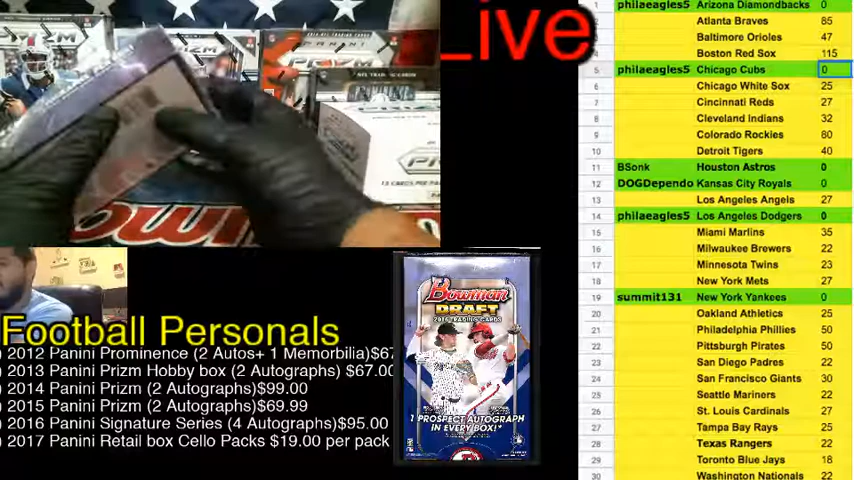 Live
Football Personals
) 2012 Panini Prominence (2 Autos+ 1 Memorbilia)$67
) 2013 Panini Prizm Hobby box (2 Autographs) $67.00
) 2014 Panini Prizm (2 Autographs)$99.00
) 2015 Panini Prizm (2 Autographs)$69.99
) 2016 Panini Signature Series (4 Autographs)$95.00
) 2017 Panini Retail box Cello Packs $19.00 per pack
Bowman
DRAFT
2016 TRADING CARDS
1 PROSPECT AUTOGRAPH
IN EVERY BOX!*
1 philaeagles5 Arizona Diamondbacks 0
Atlanta Braves 85
Baltimore Orioles 47
4 Boston Red Sox 115
5 philaeagles5 Chicago Cubs 0
6 Chicago White Sox 25
7 Cincinnati Reds 27
8 Cleveland Indians 32
9 Colorado Rockies 80
10 Detroit Tigers 40
11 BSonk Houston Astros 0
12 DOGDependo Kansas City Royals 0
13 Los Angeles Angels 27
14 philaeagles5 Los Angeles Dodgers 0
15 Miami Marlins 35
16 Milwaukee Brewers 22
17 Minnesota Twins 23
18 New York Mets 27
19 summit131 New York Yankees 0
20 Oakland Athletics 25
21 Philadelphia Phillies 50
22 Pittsburgh Pirates 50
23 San Diego Padres 22
24 San Francisco Giants 30
25 Seattle Mariners 22
26 St. Louis Cardinals 27
27 Tampa Bay Rays 25
28 Texas Rangers 22
29 Toronto Blue Jays 18
30 Washington Nationals 22